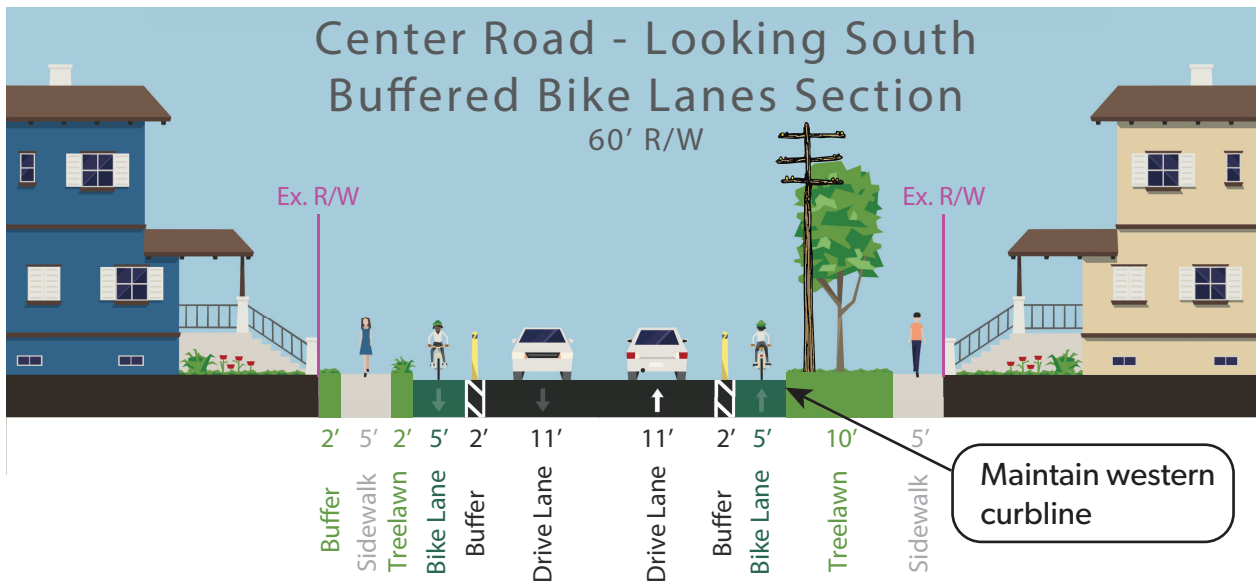 Center Road - Looking South
Buffered Bike Lanes Section
60’ R/W
Ex. R/W
Ex. R/W
2’
5’
2’
5’
2’
11’
11’
2’
5’
10’
5’
Buffer
Sidewalk
Treelawn
Bike Lane
Buffer
Drive Lane
Drive Lane
Buffer
Bike Lane
Treelawn
Sidewalk
Maintain western
curbline